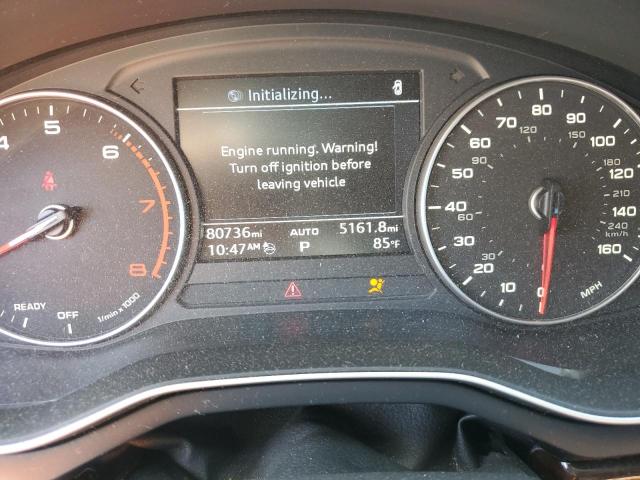 Initializing...
Engine running. Warning!
Turn off ignition before
leaving vehicle
80736mi AUTO 5161.8mi
10:47AM P 85°F
4 5 6 7 8
READY OFF 1/min x 1000
0 10 20 30 40 50 60 70 80 90 100 120 140 160
30 60 90 120 150 180 210 240
km/h
MPH